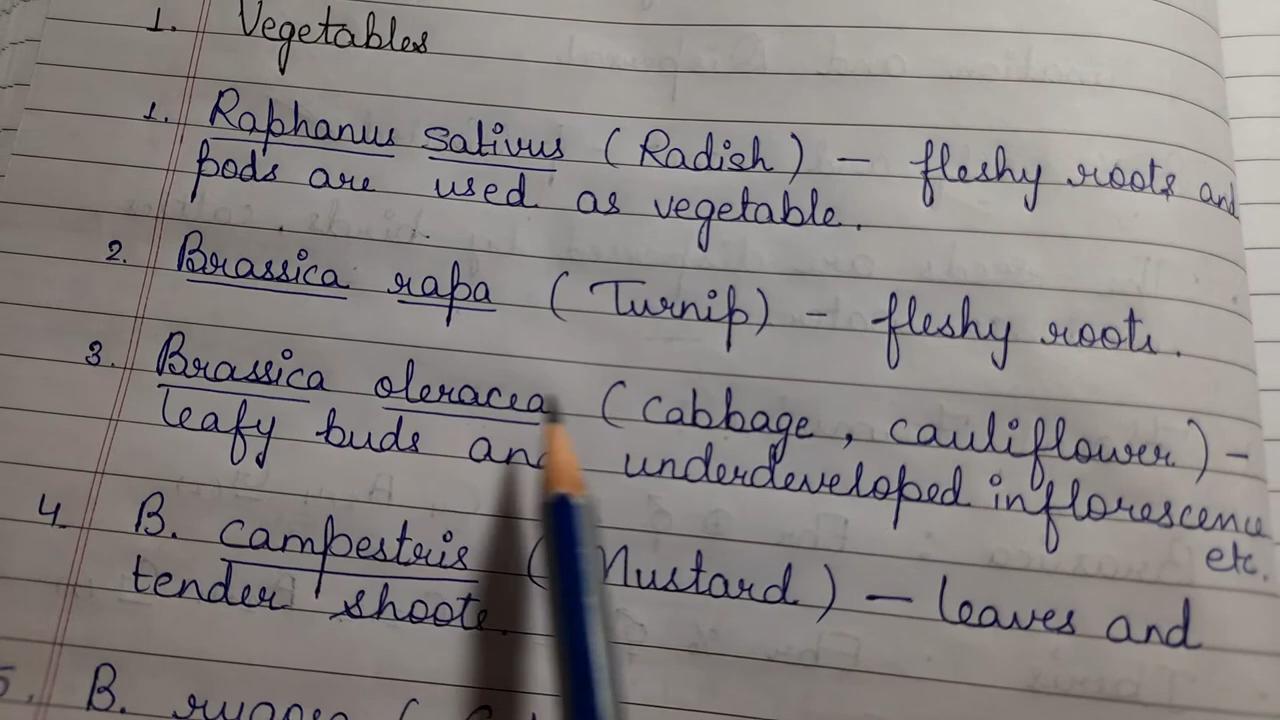 1. Vegetables
1. Raphanus sativus (Radish) – fleshy roots and
pods are used as vegetable.
2. Brassica rapa (Turnip) – fleshy roots.
3. Brassica oleracea (cabbage, cauliflower) –
leafy buds and underdeveloped inflorescence
etc.
4. B. campestris (Mustard) – leaves and
tender shoots.
5. B.